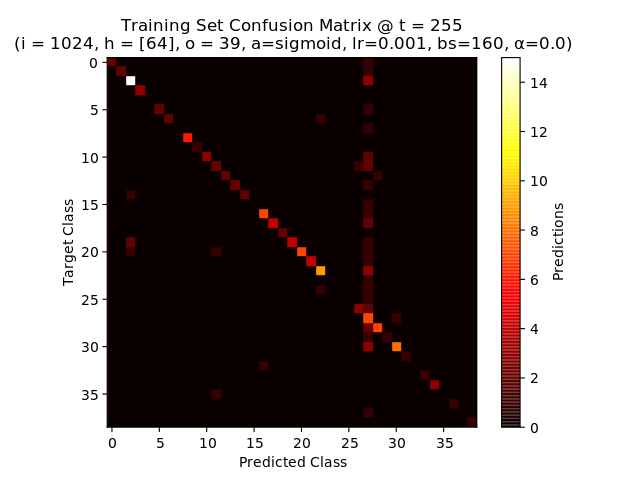 Training Set Confusion Matrix @ t = 255
(i = 1024, h = [64], o = 39, a=sigmoid, lr=0.001, bs=160, α=0.0)
0
5
10
15
20
25
30
35
Target Class
0 5 10 15 20 25 30 35
Predicted Class
14
12
10
8
6
4
2
0
Predictions